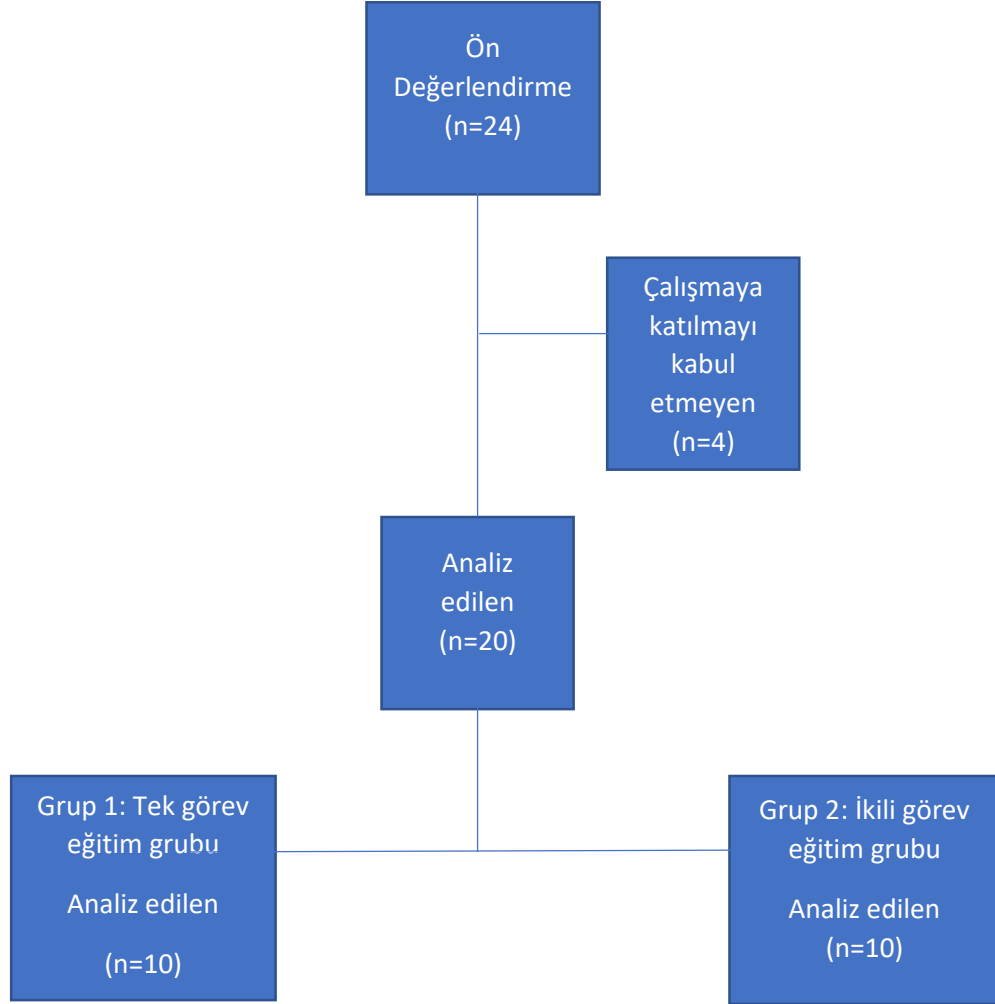 Ön
Değerlendirme
(n=24)
Çalışmaya
katılmayı
kabul
etmeyen
(n=4)
Analiz
edilen
(n=20)
Grup 1: Tek görev
eğitim grubu
Analiz edilen
(n=10)
Grup 2: İkili görev
eğitim grubu
Analiz edilen
(n=10)